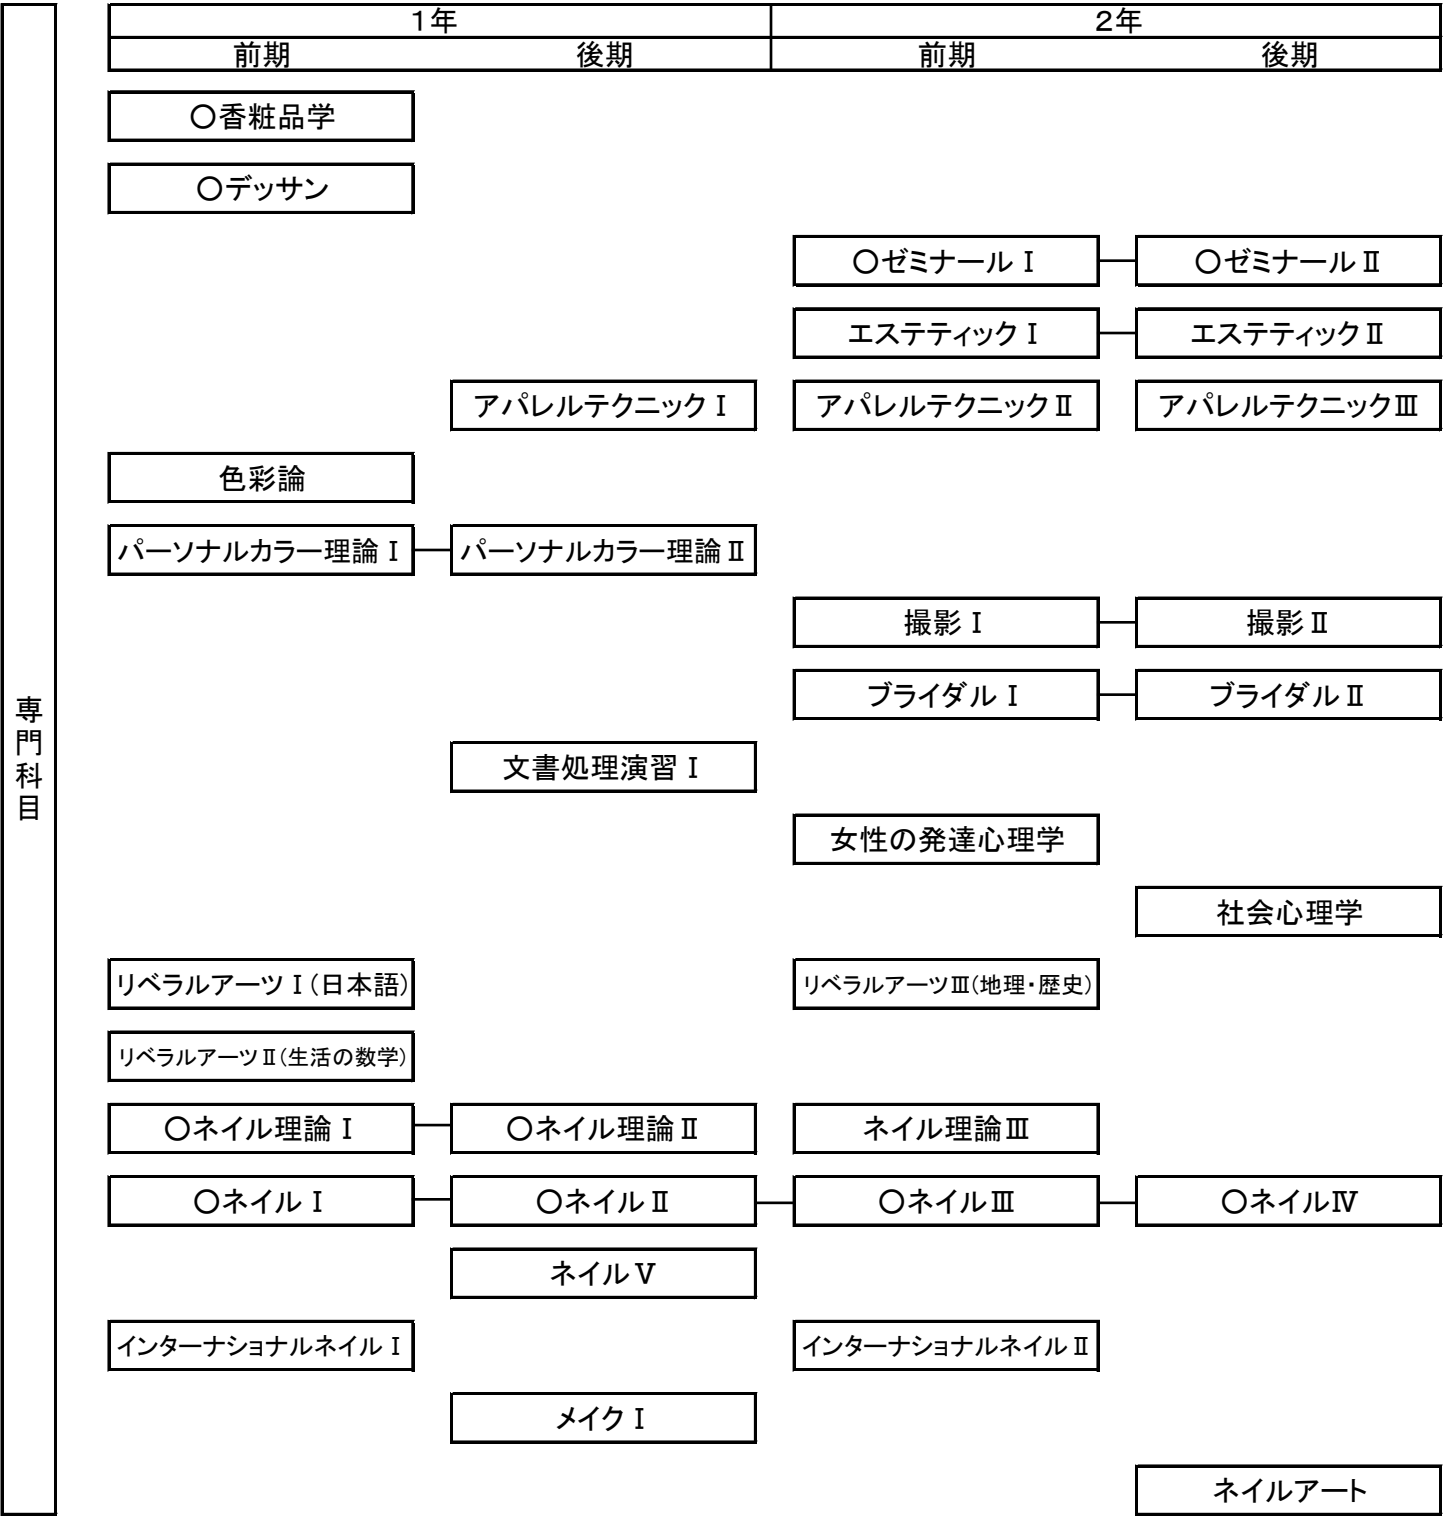 1年 2年
前期 後期 前期 後期
専門科目
〇香粧品学
〇デッサン
〇ゼミナールⅠ 〇ゼミナールⅡ
エステティックⅠ エステティックⅡ
アパレルテクニックⅠ アパレルテクニックⅡ アパレルテクニックⅢ
色彩論
パーソナルカラー理論Ⅰ パーソナルカラー理論Ⅱ
撮影Ⅰ 撮影Ⅱ
ブライダルⅠ ブライダルⅡ
文書処理演習Ⅰ
女性の発達心理学
社会心理学
リベラルアーツⅠ(日本語) リベラルアーツⅢ(地理・歴史)
リベラルアーツⅡ(生活の数学)
〇ネイル理論Ⅰ 〇ネイル理論Ⅱ ネイル理論Ⅲ
〇ネイルⅠ 〇ネイルⅡ 〇ネイルⅢ 〇ネイルⅣ
ネイルⅤ
インターナショナルネイルⅠ インターナショナルネイルⅡ
メイクⅠ
ネイルアート